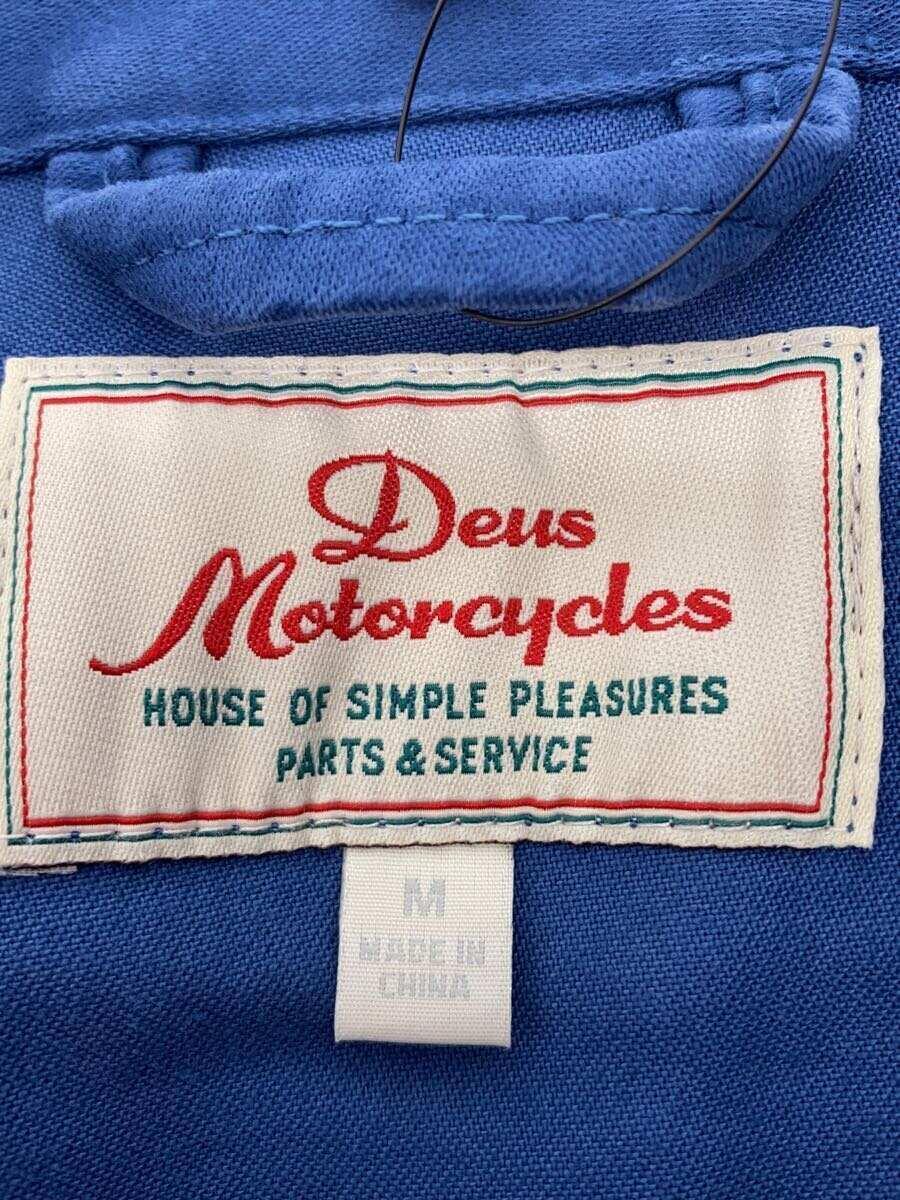 Deus
Motorcycles
HOUSE OF SIMPLE PLEASURES
PARTS & SERVICE
M
MADE IN
CHINA